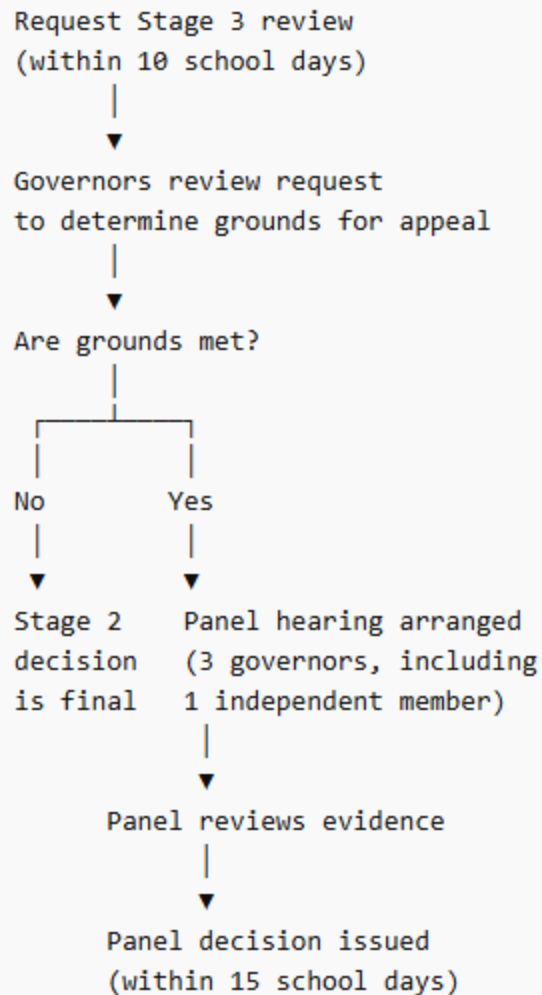 Request Stage 3 review
(within 10 school days)
Governors review request
to determine grounds for appeal
Are grounds met?
No Yes
Stage 2 Panel hearing arranged
decision (3 governors, including
is final 1 independent member)
Panel reviews evidence
Panel decision issued
(within 15 school days)